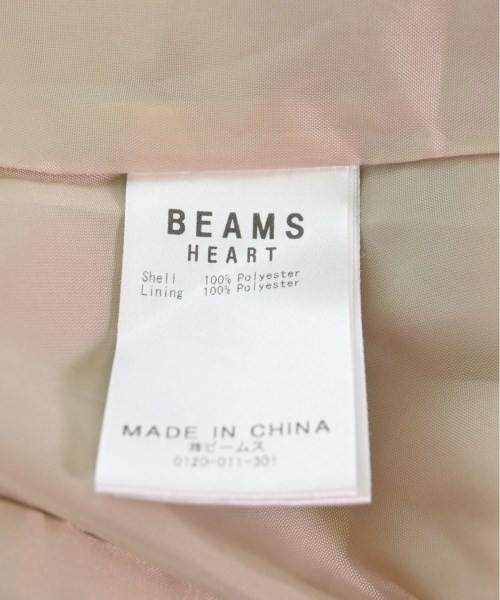 BEAMS
HEART
Shell 100% Polyester
Lining 100% Polyester
MADE IN CHINA
㈱ビームス
0120-011-301